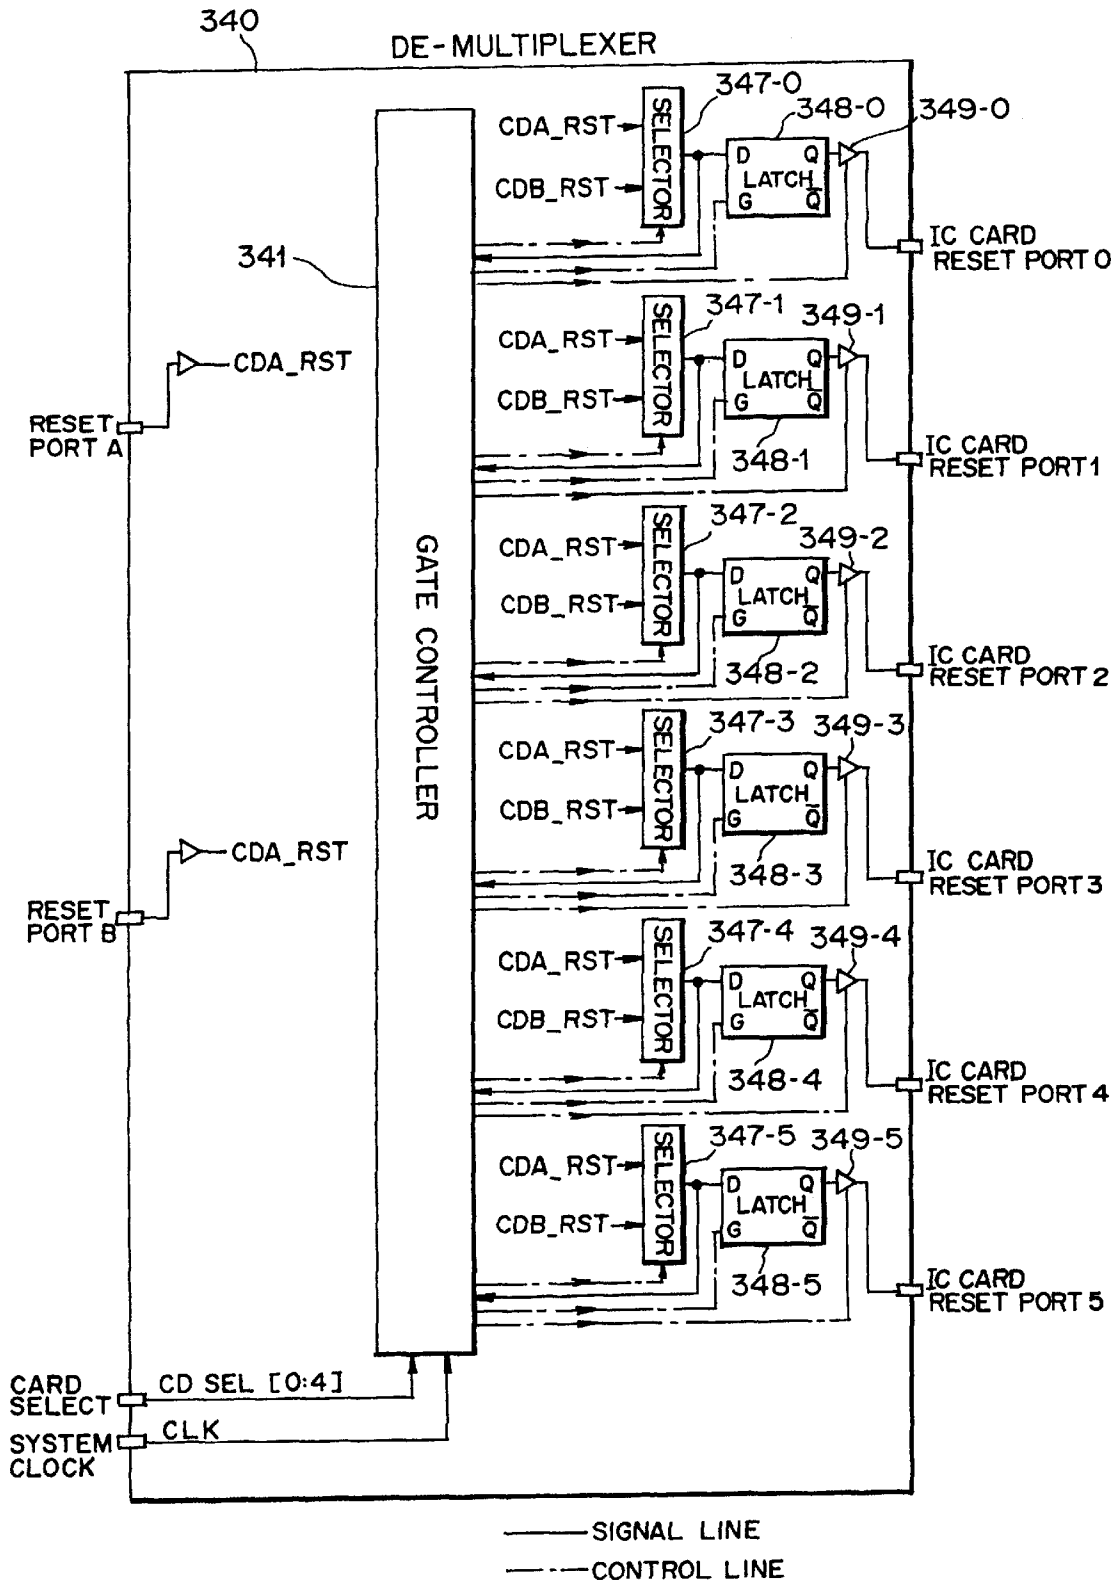 340
DE-MULTIPLEXER
347-0
348-0
349-0
CDA_RST
CDB_RST
SELECTOR
D Q
LATCH
G Q̅
IC CARD
RESET PORT 0
341
GATE CONTROLLER
347-1
349-1
CDA_RST
CDB_RST
SELECTOR
D Q
LATCH
G Q̅
348-1
IC CARD
RESET PORT 1
CDA_RST
RESET
PORT A
347-2
349-2
CDA_RST
CDB_RST
SELECTOR
D Q
LATCH
G Q̅
348-2
IC CARD
RESET PORT 2
347-3
349-3
CDA_RST
CDB_RST
SELECTOR
D Q
LATCH
G Q̅
348-3
IC CARD
RESET PORT 3
CDA_RST
RESET
PORT B
347-4
349-4
CDA_RST
CDB_RST
SELECTOR
D Q
LATCH
G Q̅
348-4
IC CARD
RESET PORT 4
347-5
349-5
CDA_RST
CDB_RST
SELECTOR
D Q
LATCH
G Q̅
348-5
IC CARD
RESET PORT 5
CARD
SELECT
CD SEL [0:4]
SYSTEM
CLOCK
CLK
SIGNAL LINE
CONTROL LINE